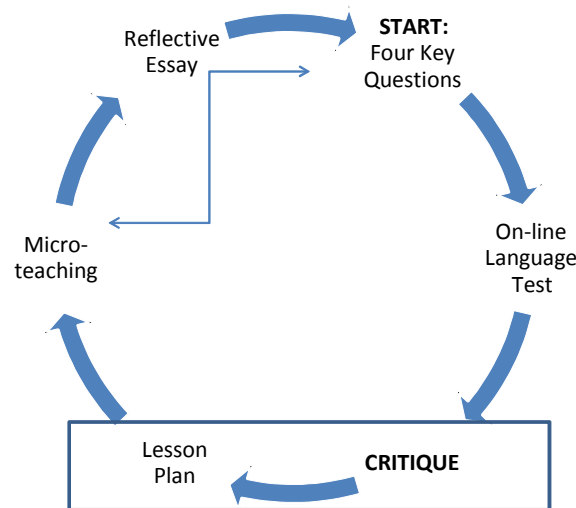 START:
Four Key
Questions
On-line
Language
Test
CRITIQUE
Lesson
Plan
Micro-
teaching
Reflective
Essay